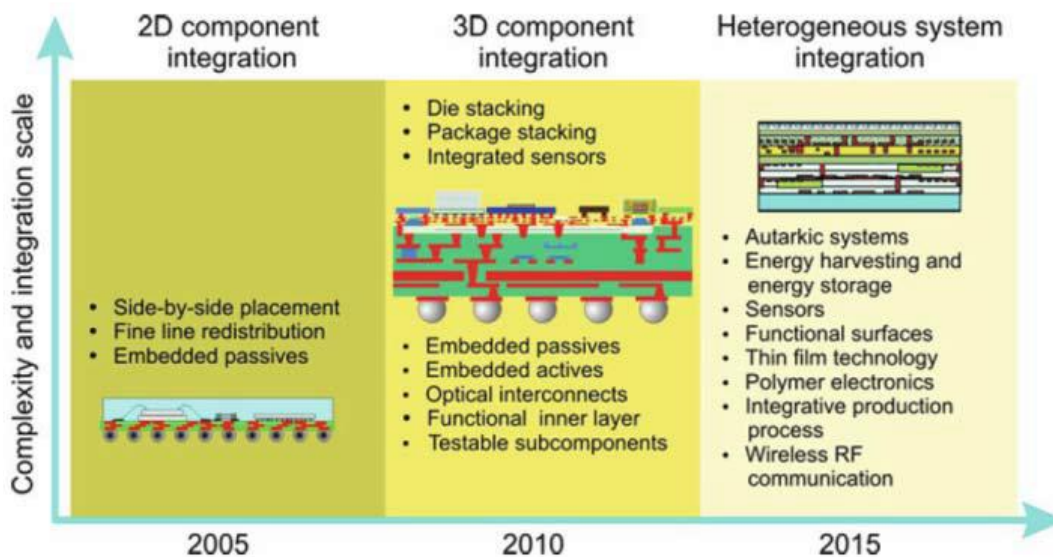 2D component
integration
3D component
integration
Heterogeneous system
integration
Complexity and integration scale
• Side-by-side placement
• Fine line redistribution
• Embedded passives
• Die stacking
• Package stacking
• Integrated sensors
• Embedded passives
• Embedded actives
• Optical interconnects
• Functional inner layer
• Testable subcomponents
• Autarkic systems
• Energy harvesting and
energy storage
• Sensors
• Functional surfaces
• Thin film technology
• Polymer electronics
• Integrative production
process
• Wireless RF
communication
2005
2010
2015